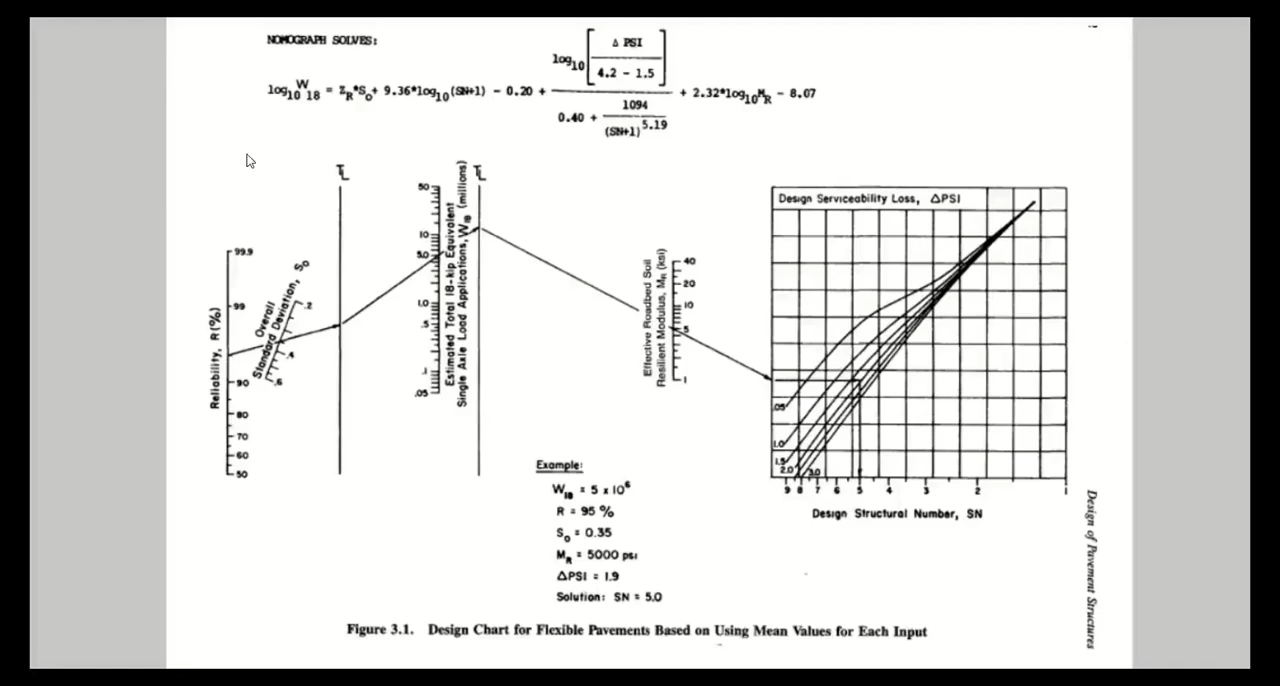 NOMOGRAPH SOLVES:
log10 [ Δ PSI / 4.2 - 1.5 ]
log10 W18 = ZR*So + 9.36*log10(SN+1) - 0.20 + + 2.32*log10MR - 8.07
0.40 + 1094 / (SN+1)5.19
TL
TL
50
10
5.0
1.0
.5
.1
.05
Estimated Total 18-kip Equivalent
Single Axle Load Applications, W18 (millions)
99.9
99
90
80
70
60
50
Reliability, R(%)
Overall
Standard Deviation, So
.2
.4
.6
Effective Roadbed Soil
Resilient Modulus, MR (ksi)
40
20
10
5
1
Design Serviceability Loss, ΔPSI
.05
1.0
1.5
2.0
3.0
9 8 7 6 5 4 3 2 1
Design Structural Number, SN
Example:
W18 = 5 x 106
R = 95 %
So = 0.35
MR = 5000 psi
ΔPSI = 1.9
Solution: SN = 5.0
Design of Pavement Structures
Figure 3.1. Design Chart for Flexible Pavements Based on Using Mean Values for Each Input